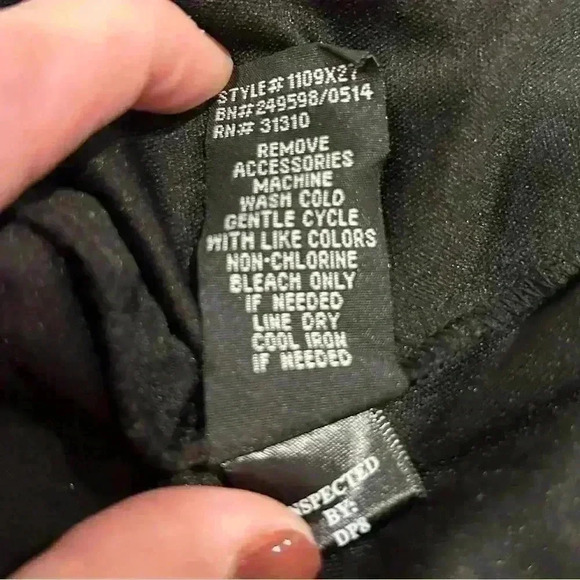 STYLE# 1109X27
BN# 249598/0514
RN# 31310
REMOVE
ACCESSORIES
MACHINE
WASH COLD
GENTLE CYCLE
WITH LIKE COLORS
NON-CHLORINE
BLEACH ONLY
IF NEEDED
LINE DRY
COOL IRON
IF NEEDED
NSPECTED
BY:
DP8